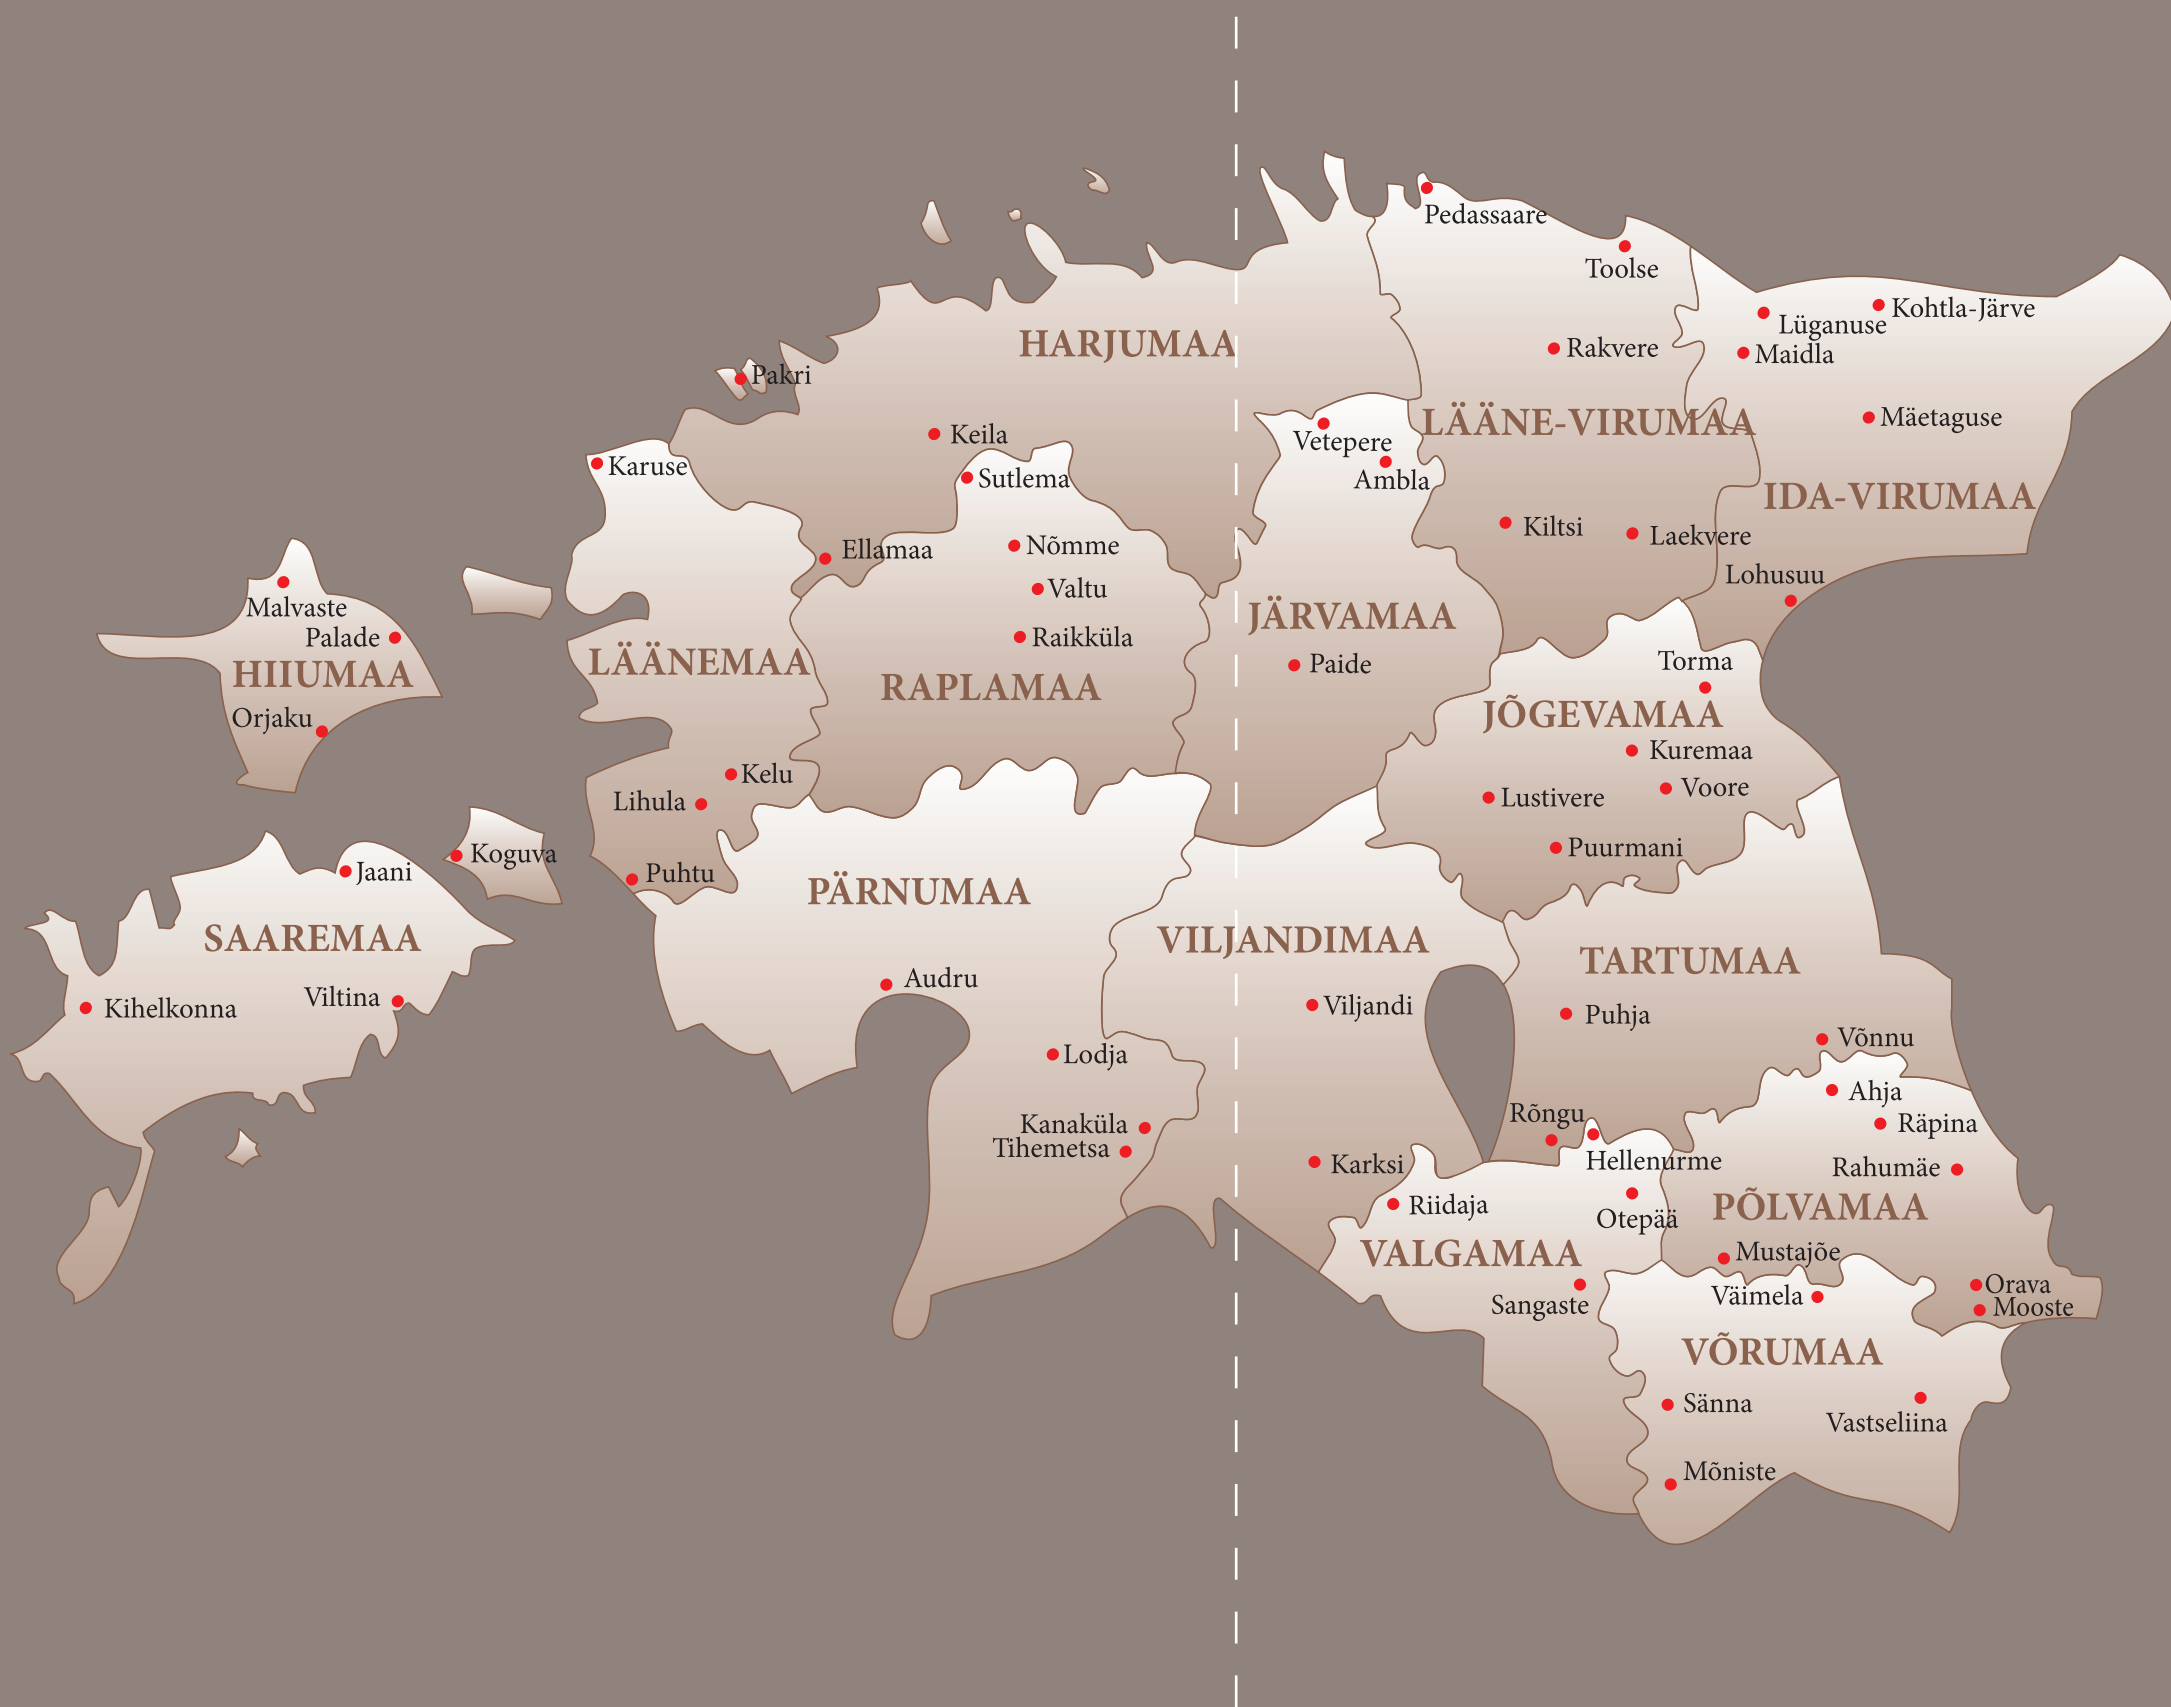 Pedassaare
Toolse
Kohtla-Järve
Lüganuse
HARJUMAA
Rakvere
Maidla
Pakri
Mäetaguse
LÄÄNE-VIRUMAA
Keila
Vetepere
Karuse
Sutlema
Ambla
IDA-VIRUMAA
Kiltsi
Laekvere
Ellamaa
Nõmme
Lohusuu
Valtu
Malvaste
JÄRVAMAA
Palade
Raikküla
LÄÄNEMAA
Torma
Paide
HIIUMAA
RAPLAMAA
Orjaku
JÕGEVAMAA
Kuremaa
Kelu
Voore
Lihula
Lustivere
Puurmani
Koguva
Jaani
Puhtu
PÄRNUMAA
SAAREMAA
VILJANDIMAA
TARTUMAA
Audru
Viltina
Kihelkonna
Viljandi
Puhja
Võnnu
Lodja
Ahja
Rõngu
Räpina
Kanaküla
Tihemetsa
Hellenurme
Karksi
Rahumäe
Riidaja
PÕLVAMAA
Otepää
VALGAMAA
Mustajõe
Orava
Väimela
Sangaste
Mooste
VÕRUMAA
Sänna
Vastseliina
Mõniste